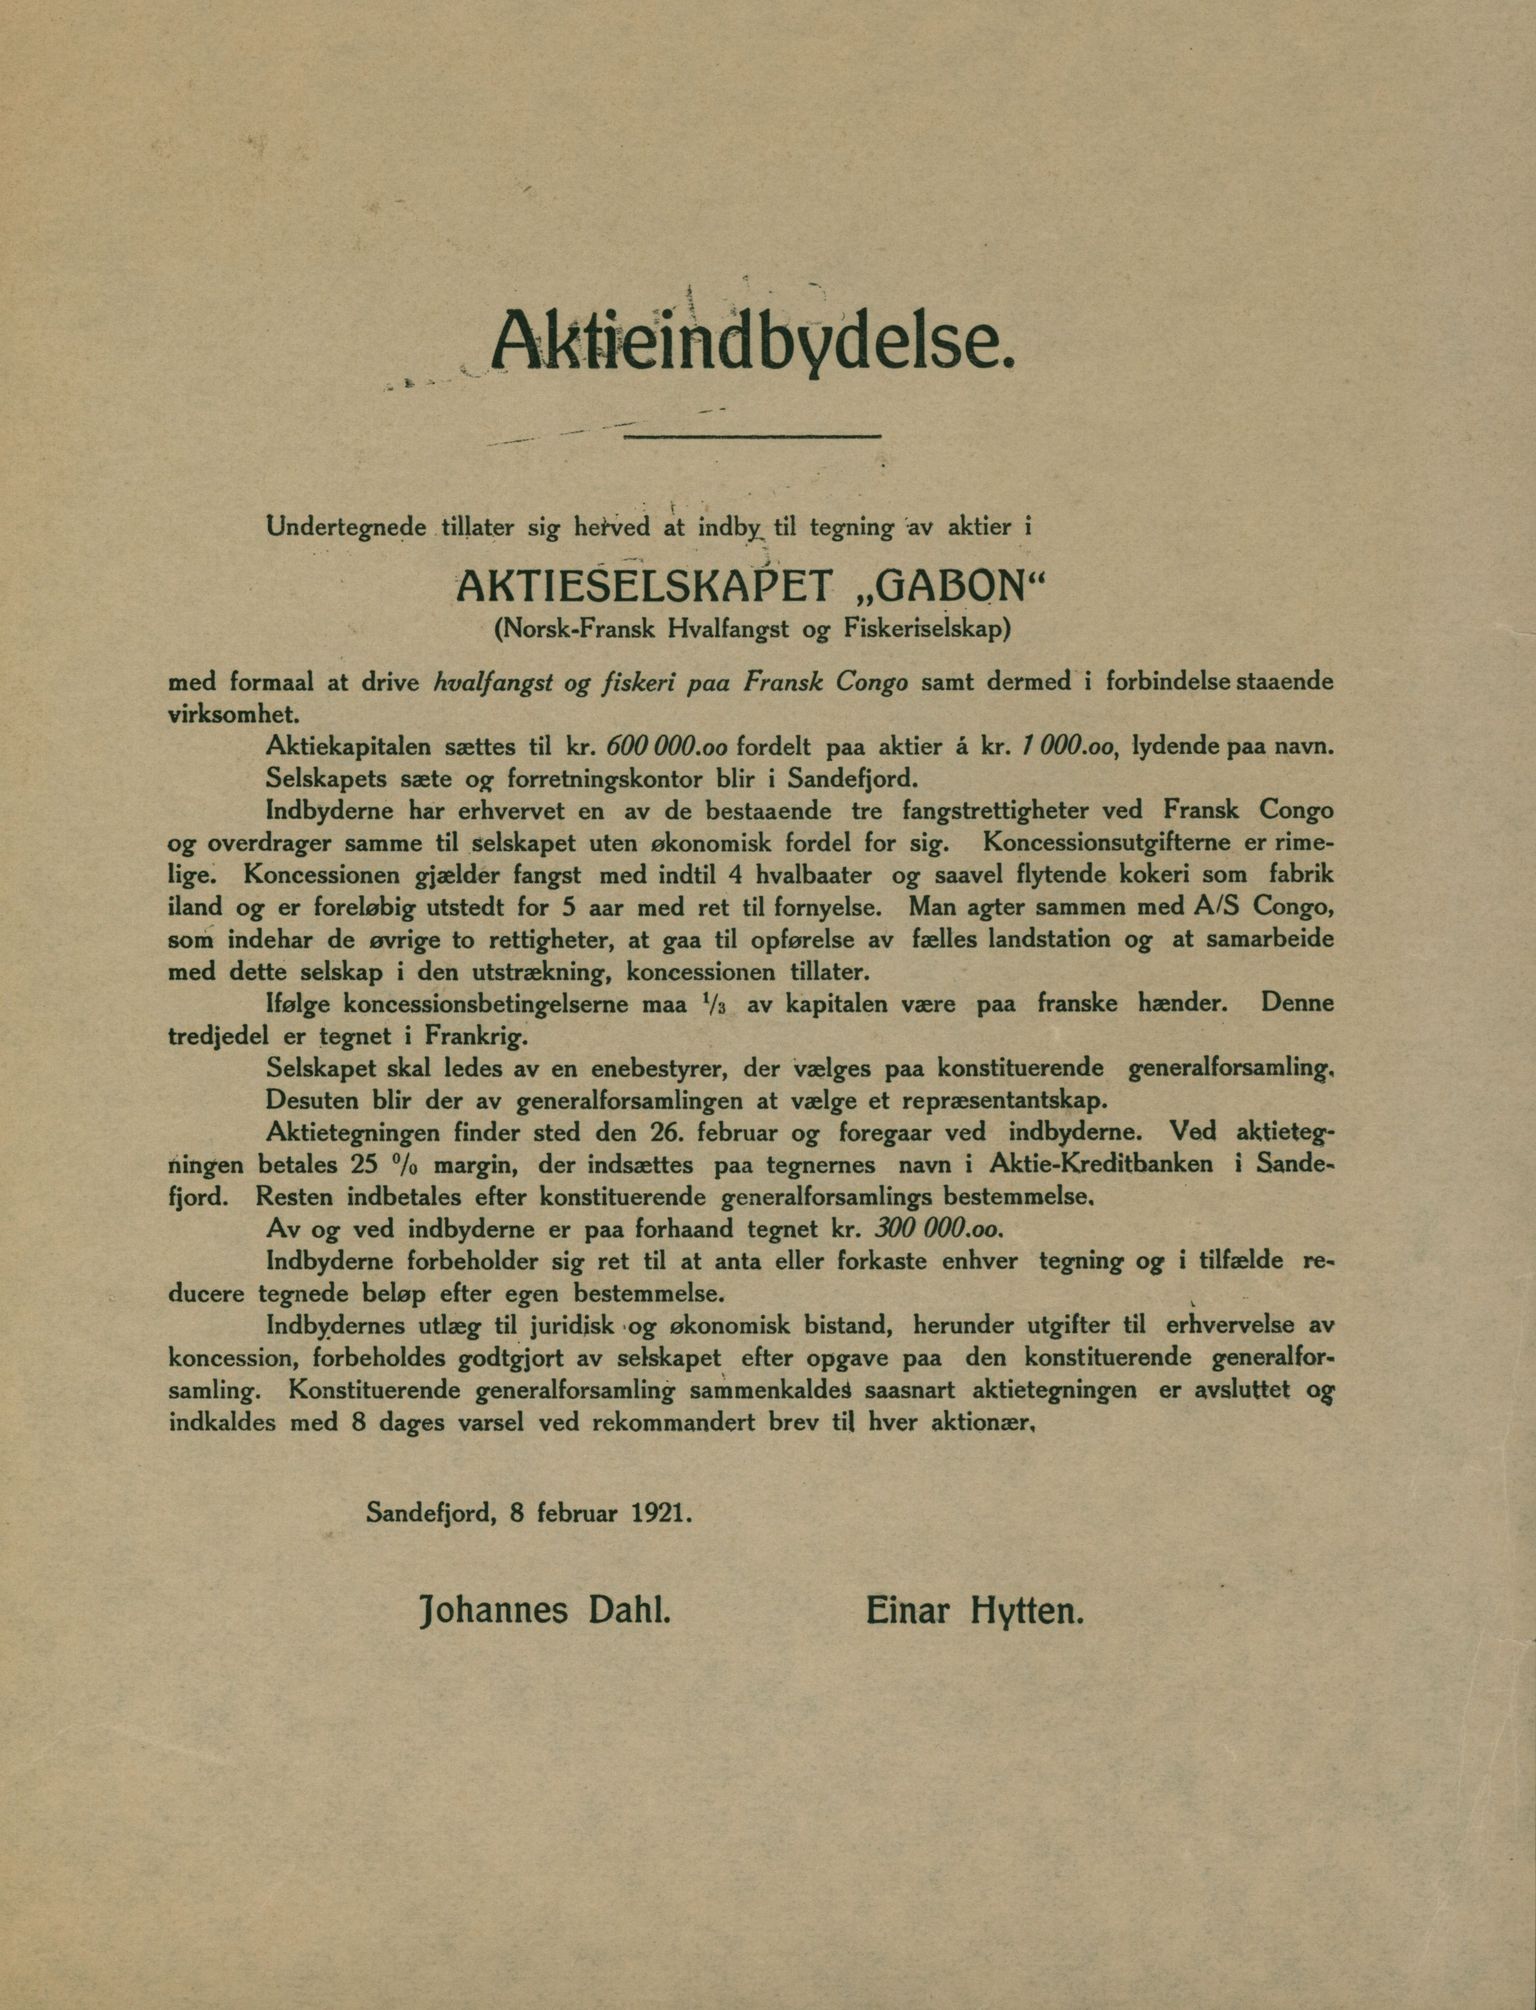 Aktieindbydelse.
Undertegnede tillater sig herved at indby til tegning av aktier i
AKTIESELSKAPET „GABON“
(Norsk-Fransk Hvalfangst og Fiskeriselskap)
med formaal at drive hvalfangst og fiskeri paa Fransk Congo samt dermed i forbindelse staaende
virksomhet.
Aktiekapitalen sættes til kr. 600 000.oo fordelt paa aktier á kr. 1 000.oo, lydende paa navn.
Selskapets sæte og forretningskontor blir i Sandefjord.
Indbyderne har erhvervet en av de bestaaende tre fangstrettigheter ved Fransk Congo
og overdrager samme til selskapet uten økonomisk fordel for sig. Koncessionsutgifterne er rime-
lige. Koncessionen gjælder fangst med indtil 4 hvalbaater og saavel flytende kokeri som fabrik
iland og er foreløbig utstedt for 5 aar med ret til fornyelse. Man agter sammen med A/S Congo,
som indehar de øvrige to rettigheter, at gaa til opførelse av fælles landstation og at samarbeide
med dette selskap i den utstrækning, koncessionen tillater.
Ifølge koncessionsbetingelserne maa 1/3 av kapitalen være paa franske hænder. Denne
tredjedel er tegnet i Frankrig.
Selskapet skal ledes av en enebestyrer, der vælges paa konstituerende generalforsamling.
Desuten blir der av generalforsamlingen at vælge et repræsentantskap.
Aktietegningen finder sted den 26. februar og foregaar ved indbyderne. Ved aktieteg-
ningen betales 25 % margin, der indsættes paa tegnernes navn i Aktie-Kreditbanken i Sande-
fjord. Resten indbetales efter konstituerende generalforsamlings bestemmelse.
Av og ved indbyderne er paa forhaand tegnet kr. 300 000.oo.
Indbyderne forbeholder sig ret til at anta eller forkaste enhver tegning og i tilfælde re-
ducere tegnede beløp efter egen bestemmelse.
Indbydernes utlæg til juridisk og økonomisk bistand, herunder utgifter til erhvervelse av
koncession, forbeholdes godtgjort av selskapet efter opgave paa den konstituerende generalfor-
samling. Konstituerende generalforsamling sammenkaldes saasnart aktietegningen er avsluttet og
indkaldes med 8 dages varsel ved rekommandert brev til hver aktionær.
Sandefjord, 8 februar 1921.
Johannes Dahl. Einar Hytten.